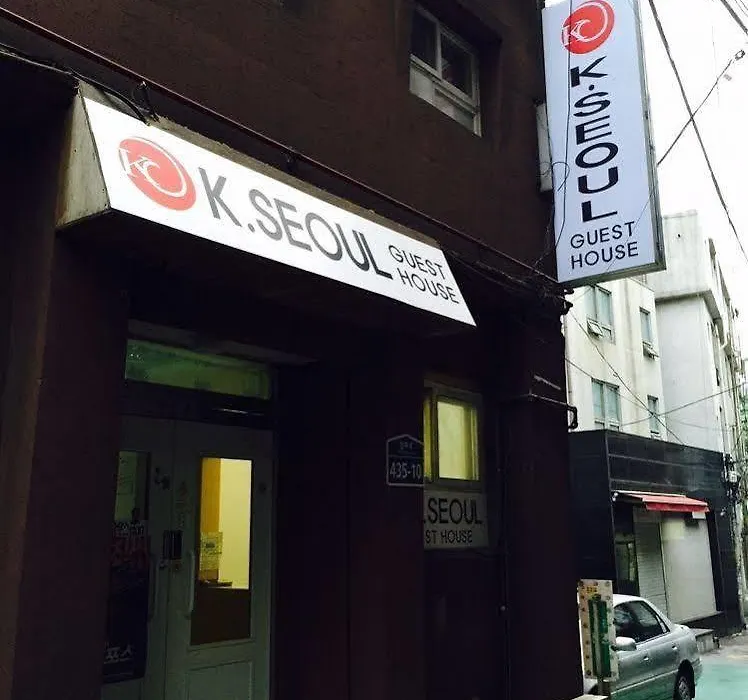 KC
K.SEOUL
GUEST
HOUSE
KC
K.SEOUL
GUEST
HOUSE
435-10
.SEOUL
ST HOUSE